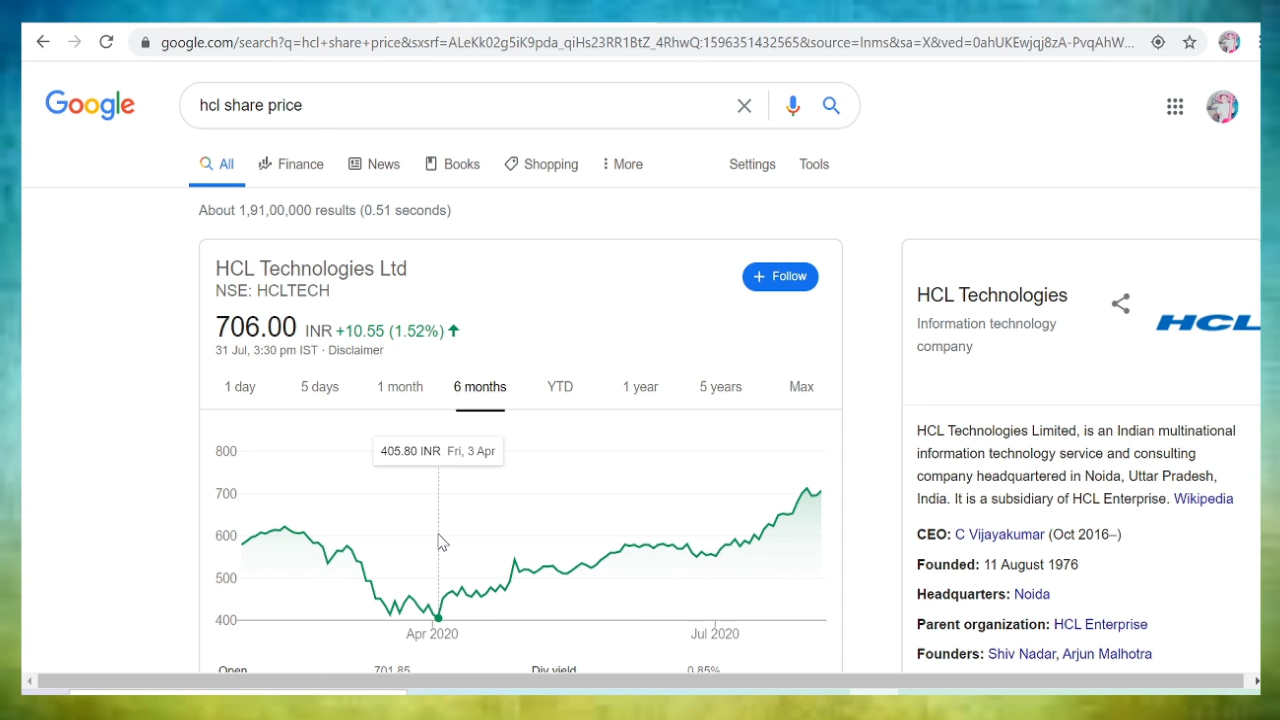 google.com/search?q=hcl+share+price&sxsrf=ALeKk02g5iK9pda_qiHs23RR1BtZ_4RhwQ:1596351432565&source=lnms&sa=X&ved=0ahUKEwjqj8zA-PvqAhW...
Google
hcl share price
All
Finance
News
Books
Shopping
More
Settings
Tools
About 1,91,00,000 results (0.51 seconds)
HCL Technologies Ltd
NSE: HCLTECH
+ Follow
706.00 INR +10.55 (1.52%)
31 Jul, 3:30 pm IST · Disclaimer
1 day
5 days
1 month
6 months
YTD
1 year
5 years
Max
405.80 INR Fri, 3 Apr
800
700
600
500
400
Apr 2020
Jul 2020
Open
701.85
Div yield
0.85%
HCL Technologies
Information technology
company
HCL
HCL Technologies Limited, is an Indian multinational
information technology service and consulting
company headquartered in Noida, Uttar Pradesh,
India. It is a subsidiary of HCL Enterprise. Wikipedia
CEO: C Vijayakumar (Oct 2016–)
Founded: 11 August 1976
Headquarters: Noida
Parent organization: HCL Enterprise
Founders: Shiv Nadar, Arjun Malhotra